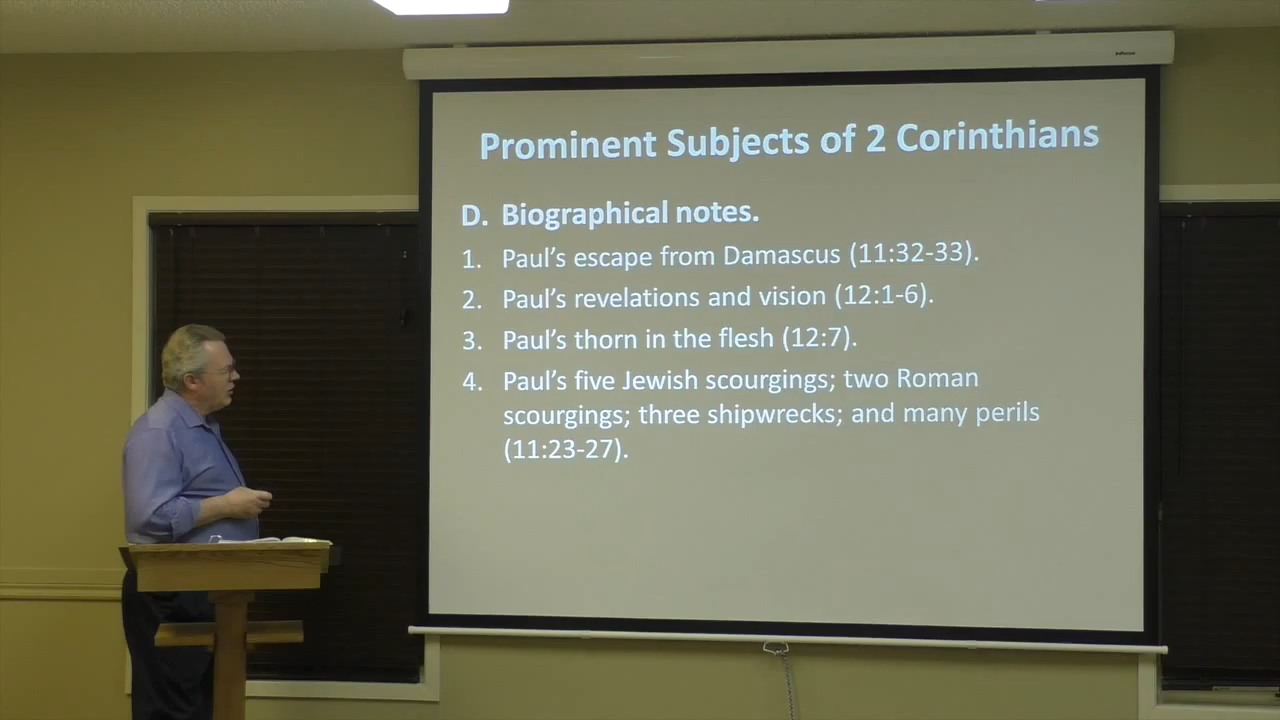 Prominent Subjects of 2 Corinthians
D. Biographical notes.
1. Paul's escape from Damascus (11:32-33).
2. Paul's revelations and vision (12:1-6).
3. Paul's thorn in the flesh (12:7).
4. Paul's five Jewish scourgings; two Roman
scourgings; three shipwrecks; and many perils
(11:23-27).